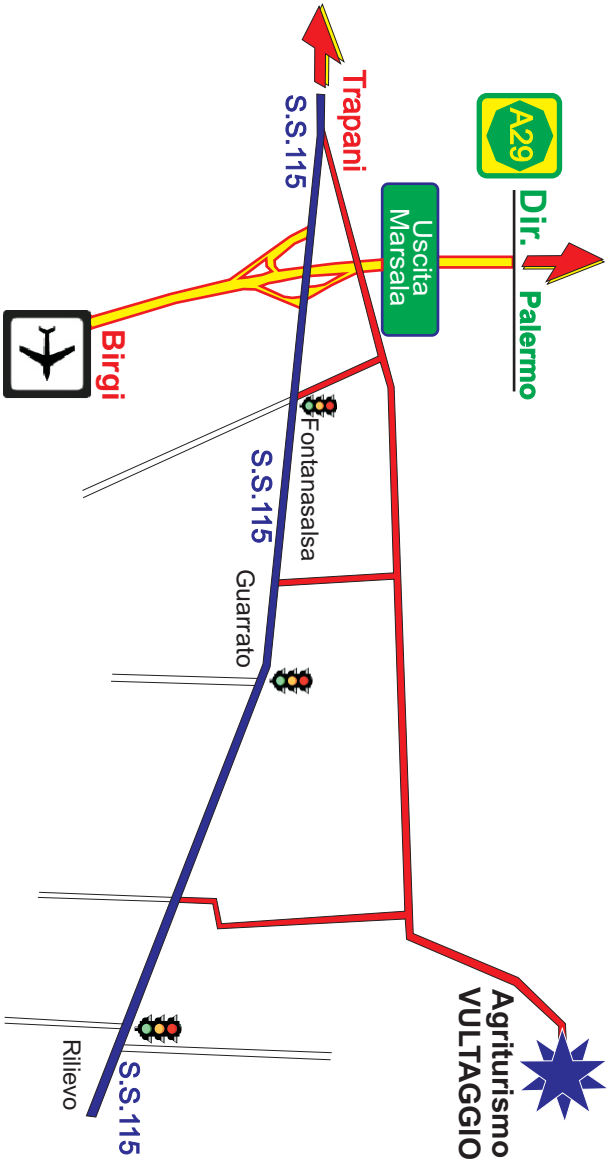 A29
Dir.
Palermo
Uscita
Marsala
Trapani
S.S.115
Birgi
Fontanasalsa
S.S.115
Guarrato
Agriturismo
VULTAGGIO
Rilievo
S.S.115